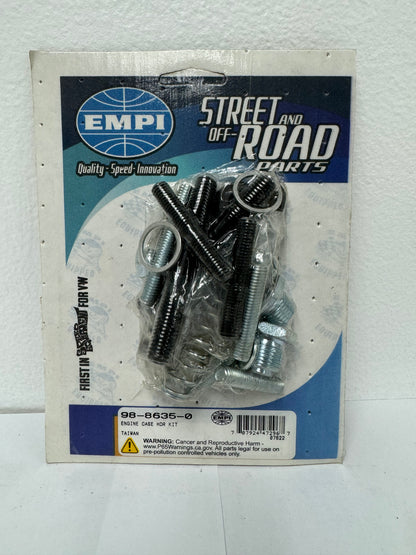 EMPI
STREET AND
OFF-ROAD
PARTS
Quality - Speed - Innovation
FIRST IN
FOR VW
98-8635-0
ENGINE CASE HDR KIT
TAIWAN
EMPI
87822
WARNING: Cancer and Reproductive Harm -
www.P65Warnings.ca.gov. All parts legal for use on
pre-pollution controlled vehicles only.